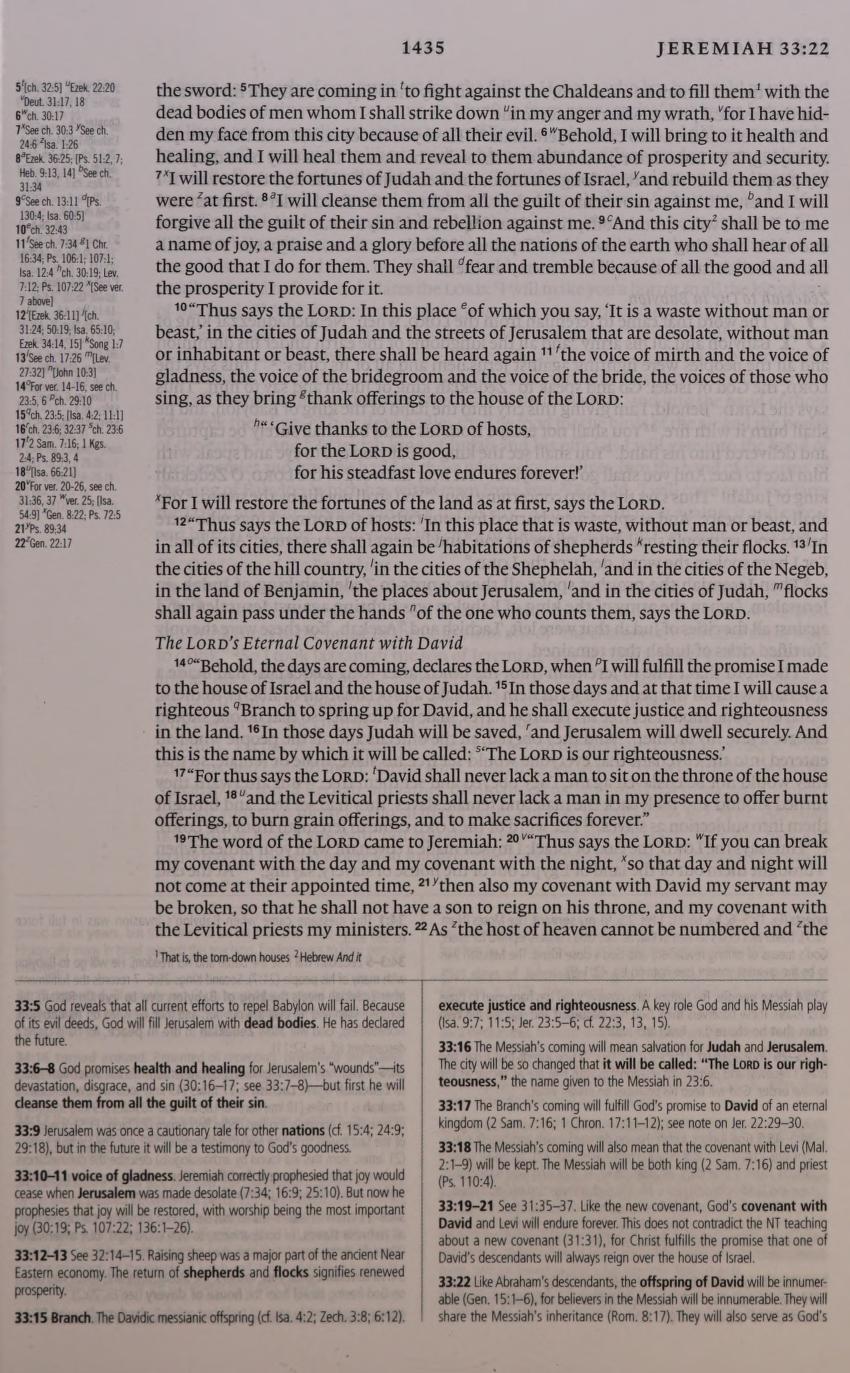 1435
JEREMIAH 33:22
5 t[ch. 32:5] u Ezek. 22:20
v Deut. 31:17, 18
6 w ch. 30:17
7 x See ch. 30:3 y See ch.
24:6 z Isa. 1:26
8 a Ezek. 36:25; [Ps. 51:2, 7;
Heb. 9:13, 14] b See ch.
31:34
9 c See ch. 13:11 d [Ps.
130:4; Isa. 60:5]
10 e ch. 32:43
11 f See ch. 7:34 g 1 Chr.
16:34; Ps. 106:1; 107:1;
Isa. 12:4 h ch. 30:19; Lev.
7:12; Ps. 107:22 x [See ver.
7 above]
12 i [Ezek. 36:11] j [ch.
31:24; 50:19; Isa. 65:10;
Ezek. 34:14, 15] k Song 1:7
13 l See ch. 17:26 m [Lev.
27:32] n [John 10:3]
14 o For ver. 14-16, see ch.
23:5, 6 p ch. 29:10
15 q ch. 23:5; [Isa. 4:2; 11:1]
16 r ch. 23:6; 32:37 s ch. 23:6
17 t 2 Sam. 7:16; 1 Kgs.
2:4; Ps. 89:3, 4
18 u [Isa. 66:21]
20 v For ver. 20-26, see ch.
31:36, 37 w ver. 25; [Isa.
54:9] x Gen. 8:22; Ps. 72:5
21 y Ps. 89:34
22 z Gen. 22:17
the sword: 5 They are coming in t to fight against the Chaldeans and to fill them 1 with the
dead bodies of men whom I shall strike down u in my anger and my wrath, v for I have hid-
den my face from this city because of all their evil. 6 w Behold, I will bring to it health and
healing, and I will heal them and reveal to them abundance of prosperity and security.
7 x I will restore the fortunes of Judah and the fortunes of Israel, y and rebuild them as they
were z at first. 8 a I will cleanse them from all the guilt of their sin against me, b and I will
forgive all the guilt of their sin and rebellion against me. 9 c And this city 2 shall be to me
a name of joy, a praise and a glory before all the nations of the earth who shall hear of all
the good that I do for them. They shall d fear and tremble because of all the good and all
the prosperity I provide for it.
10 “Thus says the LORD: In this place e of which you say, ‘It is a waste without man or
beast,’ in the cities of Judah and the streets of Jerusalem that are desolate, without man
or inhabitant or beast, there shall be heard again 11 f the voice of mirth and the voice of
gladness, the voice of the bridegroom and the voice of the bride, the voices of those who
sing, as they bring g thank offerings to the house of the LORD:
h “ ‘Give thanks to the LORD of hosts,
for the LORD is good,
for his steadfast love endures forever!’
x For I will restore the fortunes of the land as at first, says the LORD.
12 “Thus says the LORD of hosts: i In this place that is waste, without man or beast, and
in all of its cities, there shall again be j habitations of shepherds k resting their flocks. 13 l In
the cities of the hill country, l in the cities of the Shephelah, l and in the cities of the Negeb,
in the land of Benjamin, l the places about Jerusalem, l and in the cities of Judah, m flocks
shall again pass under the hands n of the one who counts them, says the LORD.
The LORD’s Eternal Covenant with David
14 o “Behold, the days are coming, declares the LORD, when p I will fulfill the promise I made
to the house of Israel and the house of Judah. 15 In those days and at that time I will cause a
righteous q Branch to spring up for David, and he shall execute justice and righteousness
in the land. 16 In those days Judah will be saved, r and Jerusalem will dwell securely. And
this is the name by which it will be called: s ‘The LORD is our righteousness.’
17 “For thus says the LORD: t David shall never lack a man to sit on the throne of the house
of Israel, 18 u and the Levitical priests shall never lack a man in my presence to offer burnt
offerings, to burn grain offerings, and to make sacrifices forever.”
19 The word of the LORD came to Jeremiah: 20 v “Thus says the LORD: w If you can break
my covenant with the day and my covenant with the night, x so that day and night will
not come at their appointed time, 21 y then also my covenant with David my servant may
be broken, so that he shall not have a son to reign on his throne, and my covenant with
the Levitical priests my ministers. 22 As z the host of heaven cannot be numbered and z the
1 That is, the torn-down houses 2 Hebrew And it
33:5 God reveals that all current efforts to repel Babylon will fail. Because
of its evil deeds, God will fill Jerusalem with dead bodies. He has declared
the future.
33:6–8 God promises health and healing for Jerusalem’s “wounds”—its
devastation, disgrace, and sin (30:16–17; see 33:7–8)—but first he will
cleanse them from all the guilt of their sin.
33:9 Jerusalem was once a cautionary tale for other nations (cf. 15:4; 24:9;
29:18), but in the future it will be a testimony to God’s goodness.
33:10–11 voice of gladness. Jeremiah correctly prophesied that joy would
cease when Jerusalem was made desolate (7:34; 16:9; 25:10). But now he
prophesies that joy will be restored, with worship being the most important
joy (30:19; Ps. 107:22; 136:1–26).
33:12–13 See 32:14–15. Raising sheep was a major part of the ancient Near
Eastern economy. The return of shepherds and flocks signifies renewed
prosperity.
33:15 Branch. The Davidic messianic offspring (cf. Isa. 4:2; Zech. 3:8; 6:12).
execute justice and righteousness. A key role God and his Messiah play
(Isa. 9:7; 11:5; Jer. 23:5–6; cf. 22:3, 13, 15).
33:16 The Messiah’s coming will mean salvation for Judah and Jerusalem.
The city will be so changed that it will be called: “The LORD is our righ-
teousness,” the name given to the Messiah in 23:6.
33:17 The Branch’s coming will fulfill God’s promise to David of an eternal
kingdom (2 Sam. 7:16; 1 Chron. 17:11–12); see note on Jer. 22:29–30.
33:18 The Messiah’s coming will also mean that the covenant with Levi (Mal.
2:1–9) will be kept. The Messiah will be both king (2 Sam. 7:16) and priest
(Ps. 110:4).
33:19–21 See 31:35–37. Like the new covenant, God’s covenant with
David and Levi will endure forever. This does not contradict the NT teaching
about a new covenant (31:31), for Christ fulfills the promise that one of
David’s descendants will always reign over the house of Israel.
33:22 Like Abraham’s descendants, the offspring of David will be innumer-
able (Gen. 15:1–6), for believers in the Messiah will be innumerable. They will
share the Messiah’s inheritance (Rom. 8:17). They will also serve as God’s